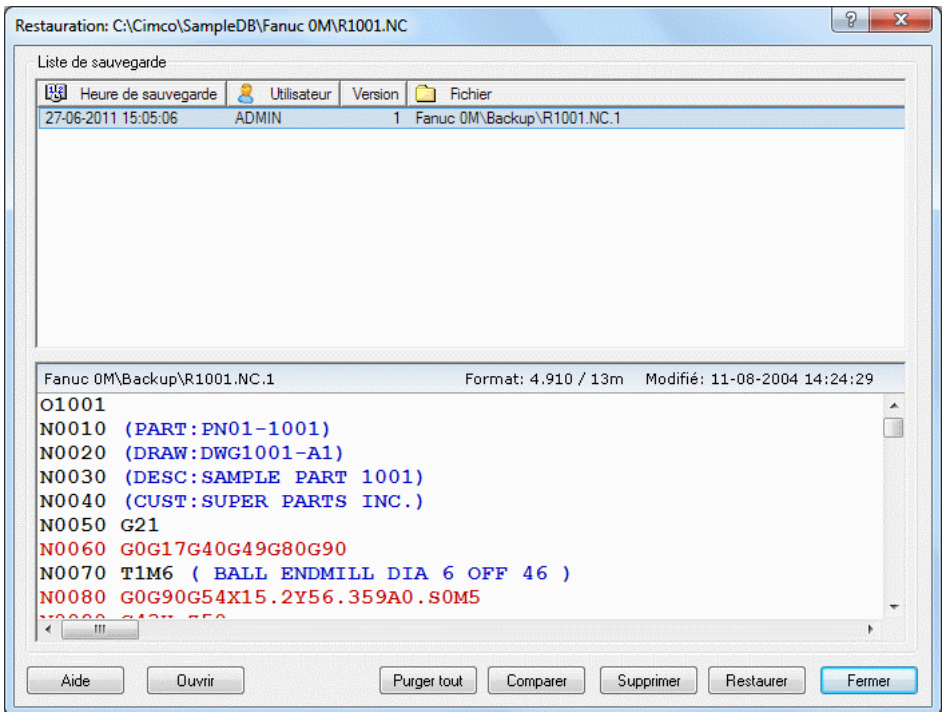 Restauration: C:\Cimco\SampleDB\Fanuc 0M\R1001.NC
Liste de sauvegarde
Heure de sauvegarde Utilisateur Version Fichier
27-06-2011 15:05:06 ADMIN 1 Fanuc 0M\Backup\R1001.NC.1
Fanuc 0M\Backup\R1001.NC.1 Format: 4.910 / 13m Modifié: 11-08-2004 14:24:29
O1001
N0010 (PART:PN01-1001)
N0020 (DRAW:DWG1001-A1)
N0030 (DESC:SAMPLE PART 1001)
N0040 (CUST:SUPER PARTS INC.)
N0050 G21
N0060 G0G17G40G49G80G90
N0070 T1M6 ( BALL ENDMILL DIA 6 OFF 46 )
N0080 G0G90G54X15.2Y56.359A0.S0M5
Aide Ouvrir Purger tout Comparer Supprimer Restaurer Fermer